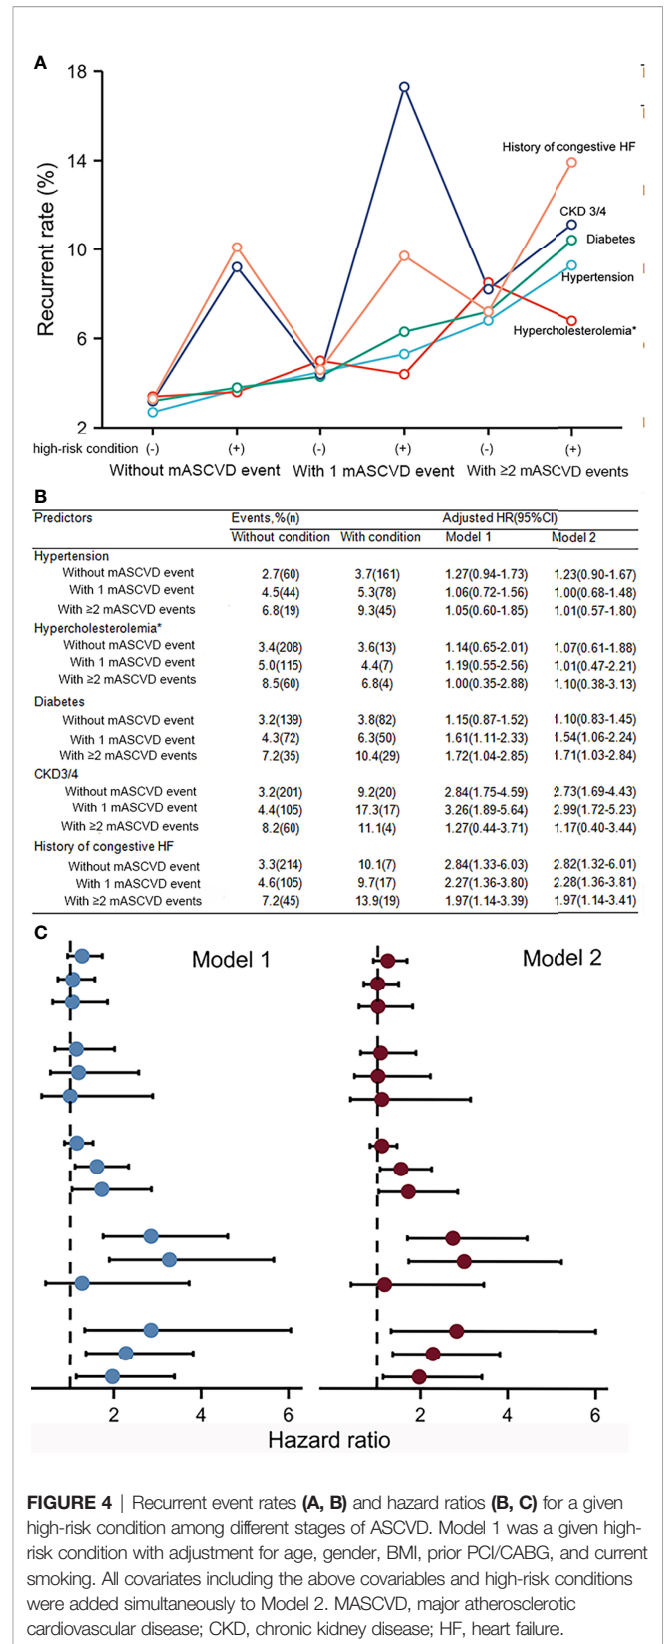 A
18
14
10
6
2
Recurrent rate (%)
History of congestive HF
CKD 3/4
Diabetes
Hypertension
Hypercholesterolemia*
high-risk condition (-) (+) (-) (+) (-) (+)
Without mASCVD event With 1 mASCVD event With ≥2 mASCVD events
B
Predictors Events,%(n) Adjusted HR(95%CI)
Without condition With condition Model 1 Model 2
Hypertension
Without mASCVD event 2.7(60) 3.7(161) 1.27(0.94-1.73) 1.23(0.90-1.67)
With 1 mASCVD event 4.5(44) 5.3(78) 1.06(0.72-1.56) 1.00(0.68-1.48)
With ≥2 mASCVD events 6.8(19) 9.3(45) 1.05(0.60-1.85) 1.01(0.57-1.80)
Hypercholesterolemia*
Without mASCVD event 3.4(208) 3.6(13) 1.14(0.65-2.01) 1.07(0.61-1.88)
With 1 mASCVD event 5.0(115) 4.4(7) 1.19(0.55-2.56) 1.01(0.47-2.21)
With ≥2 mASCVD event 8.5(60) 6.8(4) 1.00(0.35-2.88) 1.10(0.38-3.13)
Diabetes
Without mASCVD event 3.2(139) 3.8(82) 1.15(0.87-1.52) 1.10(0.83-1.45)
With 1 mASCVD event 4.3(72) 6.3(50) 1.61(1.11-2.33) 1.54(1.06-2.24)
With ≥2 mASCVD event 7.2(35) 10.4(29) 1.72(1.04-2.85) 1.71(1.03-2.84)
CKD3/4
Without mASCVD event 3.2(201) 9.2(20) 2.84(1.75-4.59) 2.73(1.69-4.43)
With 1 mASCVD event 4.4(105) 17.3(17) 3.26(1.89-5.64) 2.99(1.72-5.23)
With ≥2 mASCVD event 8.2(60) 11.1(4) 1.27(0.44-3.71) 1.17(0.40-3.44)
History of congestive HF
Without mASCVD event 3.3(214) 10.1(7) 2.84(1.33-6.03) 2.82(1.32-6.01)
With 1 mASCVD event 4.6(105) 9.7(17) 2.27(1.36-3.80) 2.28(1.36-3.81)
With ≥2 mASCVD events 7.2(45) 13.9(19) 1.97(1.14-3.39) 1.97(1.14-3.41)
C
Model 1 Model 2
2 4 6 2 4 6
Hazard ratio
FIGURE 4 | Recurrent event rates (A, B) and hazard ratios (B, C) for a given
high-risk condition among different stages of ASCVD. Model 1 was a given high-
risk condition with adjustment for age, gender, BMI, prior PCI/CABG, and current
smoking. All covariates including the above covariables and high-risk conditions
were added simultaneously to Model 2. MASCVD, major atherosclerotic
cardiovascular disease; CKD, chronic kidney disease; HF, heart failure.